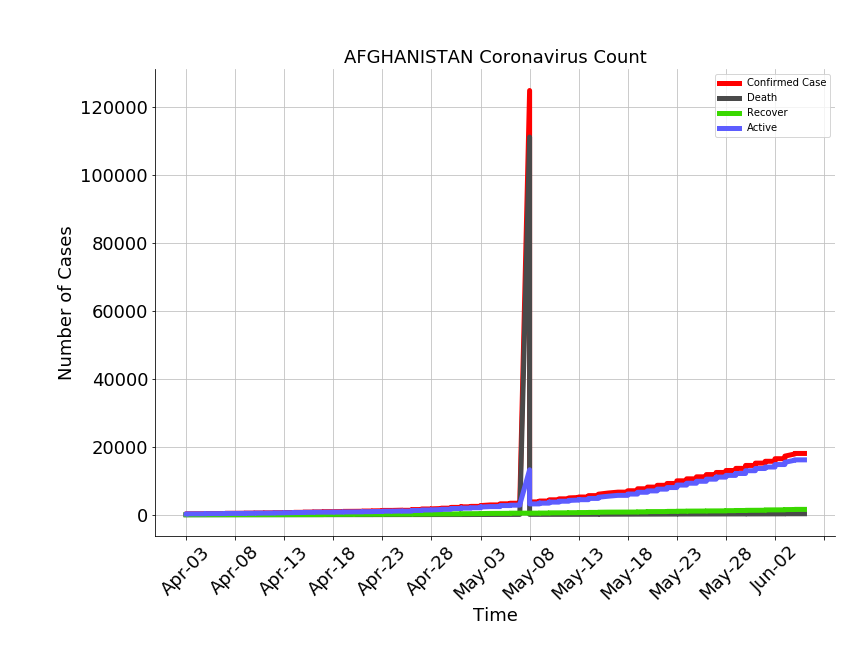 AFGHANISTAN Coronavirus Count
Confirmed Case
Death
Recover
Active
120000
100000
80000
60000
40000
20000
0
Number of Cases
Apr-03
Apr-08
Apr-13
Apr-18
Apr-23
Apr-28
May-03
May-08
May-13
May-18
May-23
May-28
Jun-02
Time